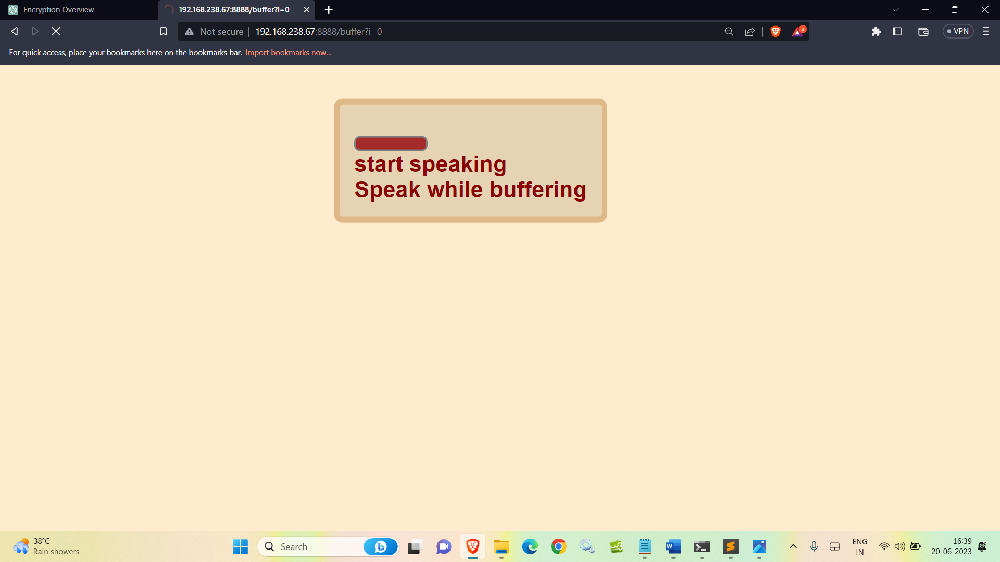 Encryption Overview
192.168.238.67:8888/buffer?i=0
Not secure
192.168.238.67:8888/buffer?i=0
4
VPN
For quick access, place your bookmarks here on the bookmarks bar. Import bookmarks now...
start speaking
Speak while buffering
38°C
Rain showers
Search
ENG
IN
16:39
20-06-2023